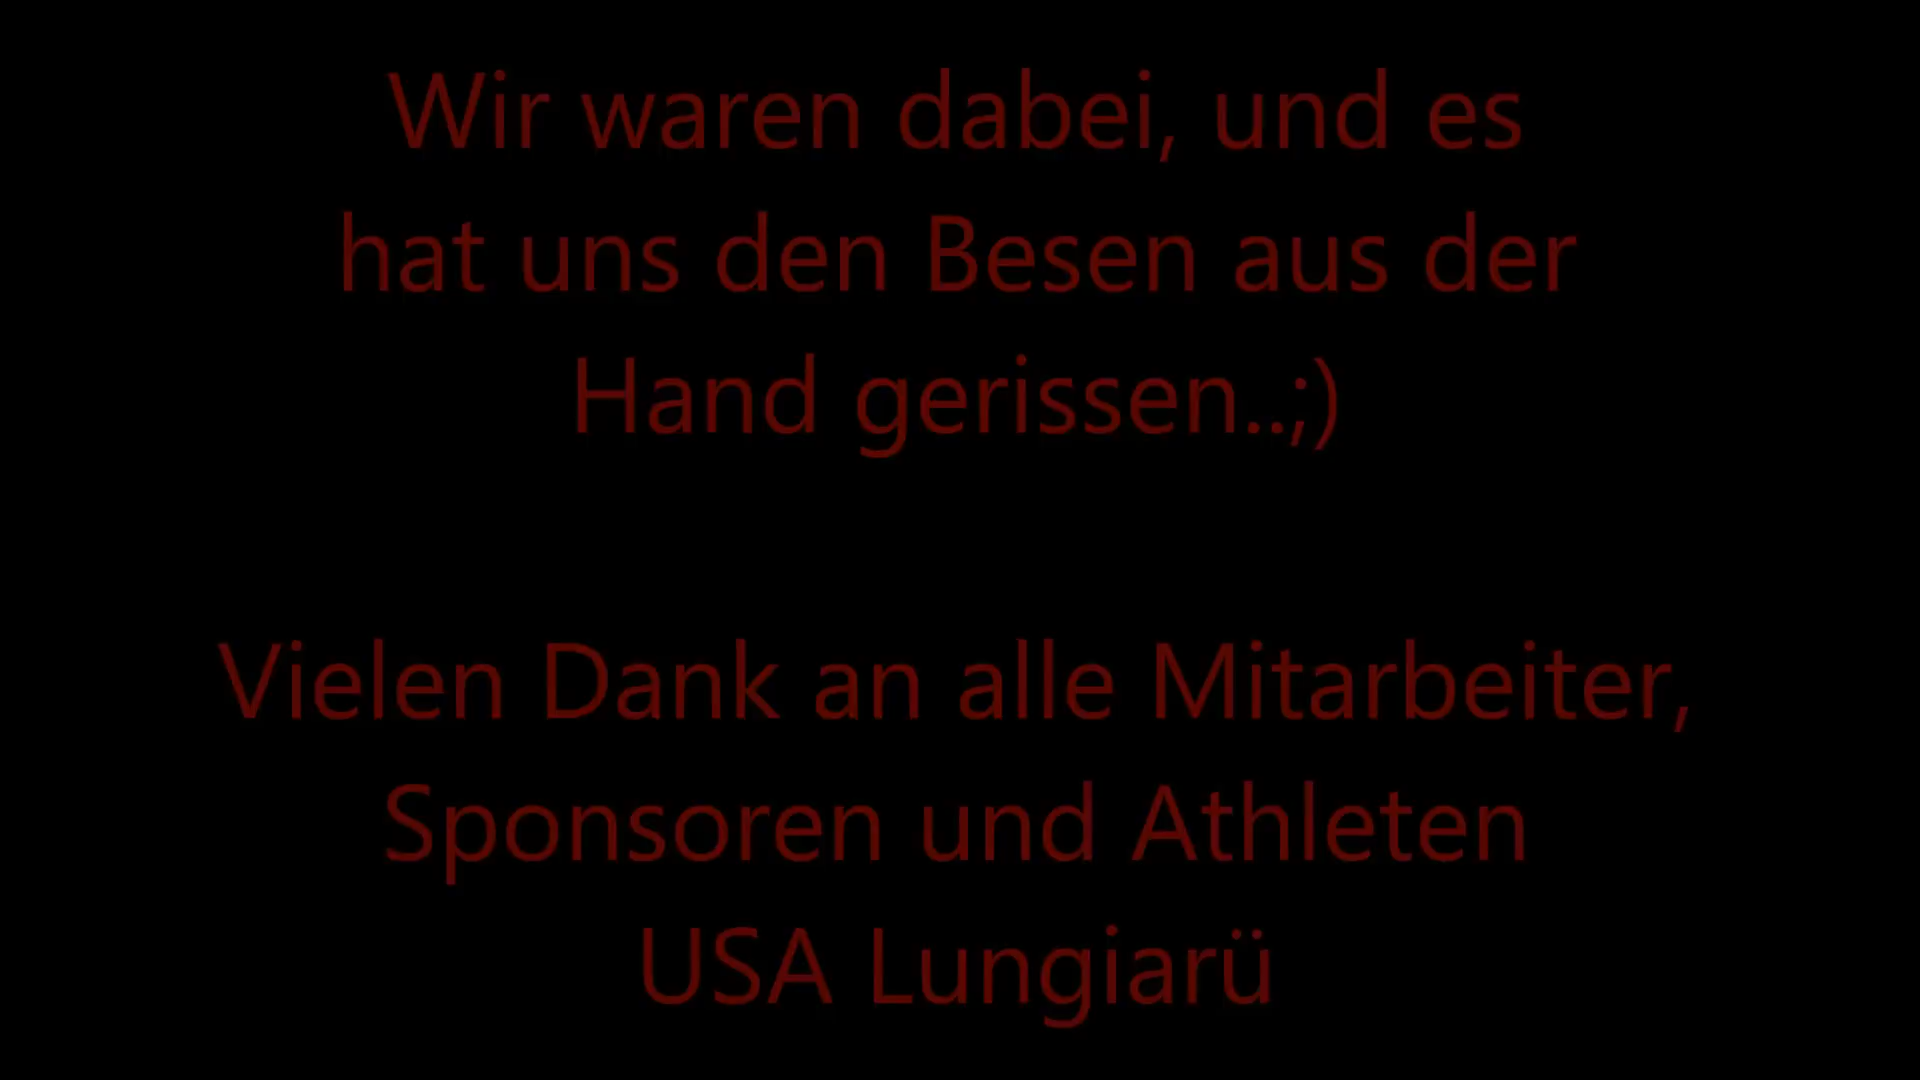 Wir waren dabei, und es
hat uns den Besen aus der
Hand gerissen..;)
Vielen Dank an alle Mitarbeiter,
Sponsoren und Athleten
USA Lungiarü